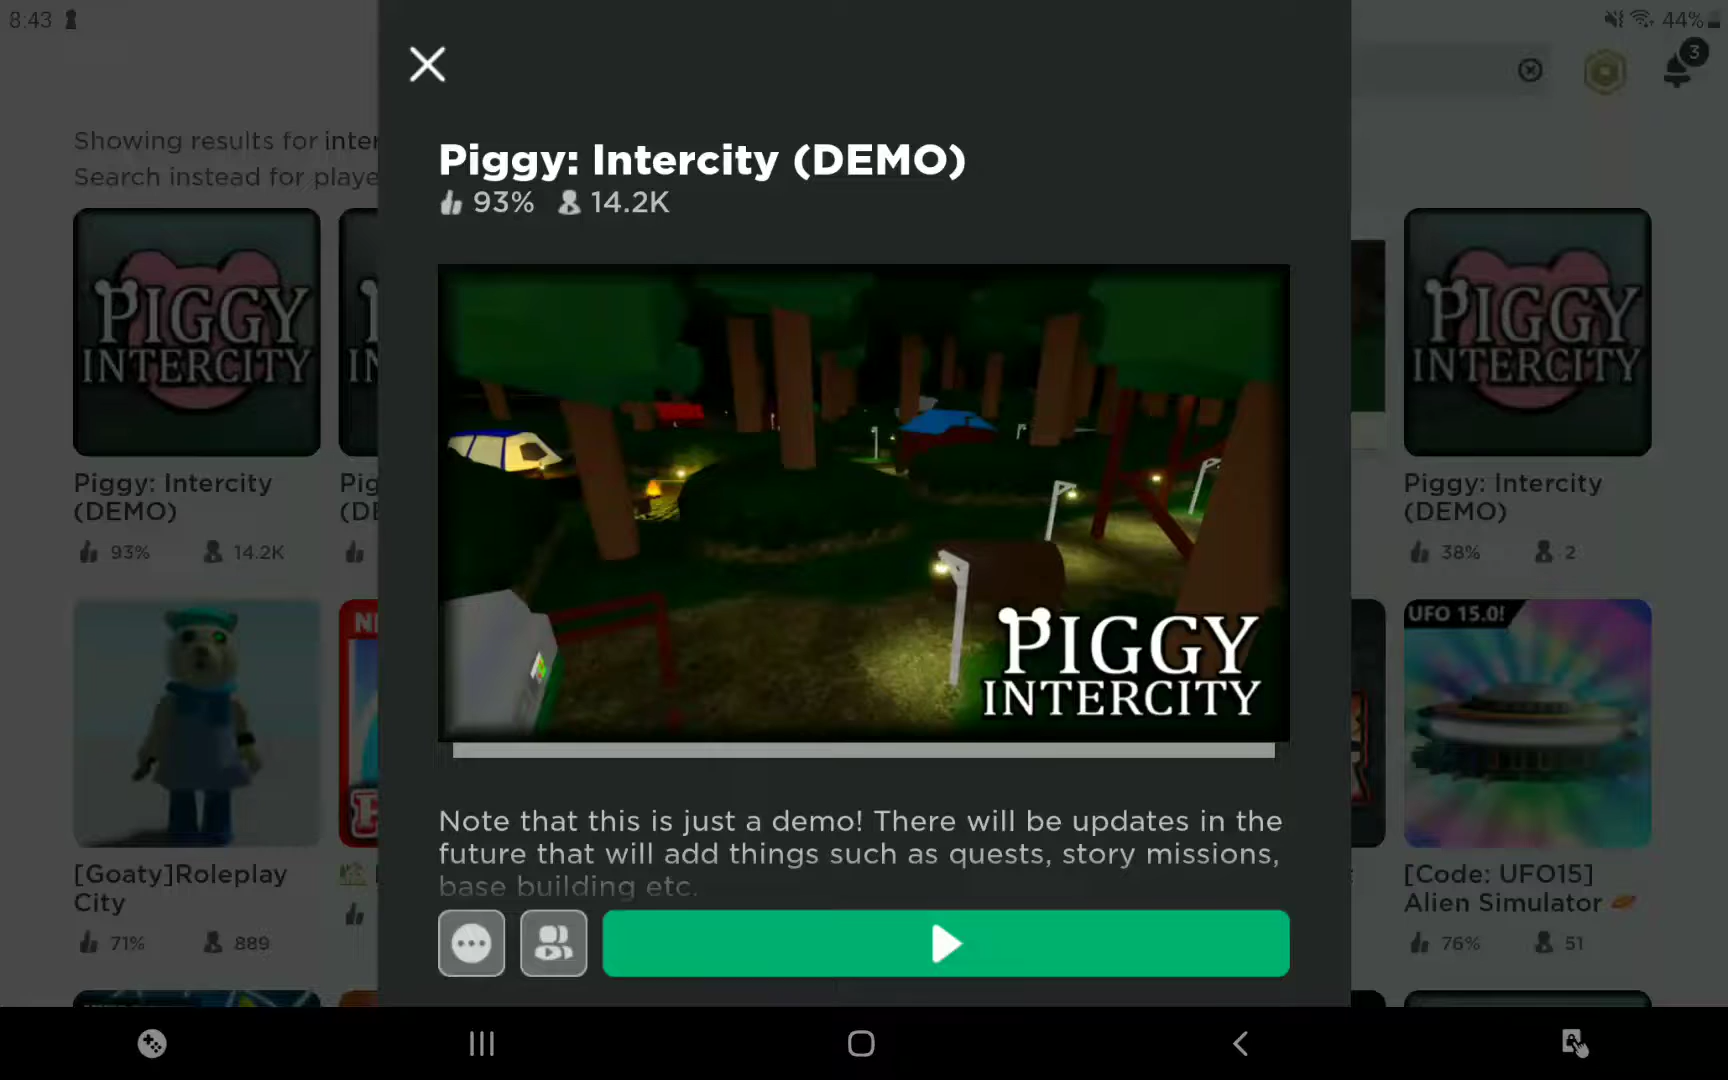 8:43
44%
3
Showing results for inter
Search instead for playe
Piggy: Intercity (DEMO)
93% 14.2K
PIGGY
INTERCITY
Note that this is just a demo! There will be updates in the
future that will add things such as quests, story missions,
base building etc.
PIGGY
INTERCITY
Piggy: Intercity
(DEMO)
93% 14.2K
PIGGY
INTERCITY
Piggy: Intercity
(DEMO)
38% 2
[Goaty]Roleplay
City
71% 889
UFO 15.0!
[Code: UFO15]
Alien Simulator
76% 51